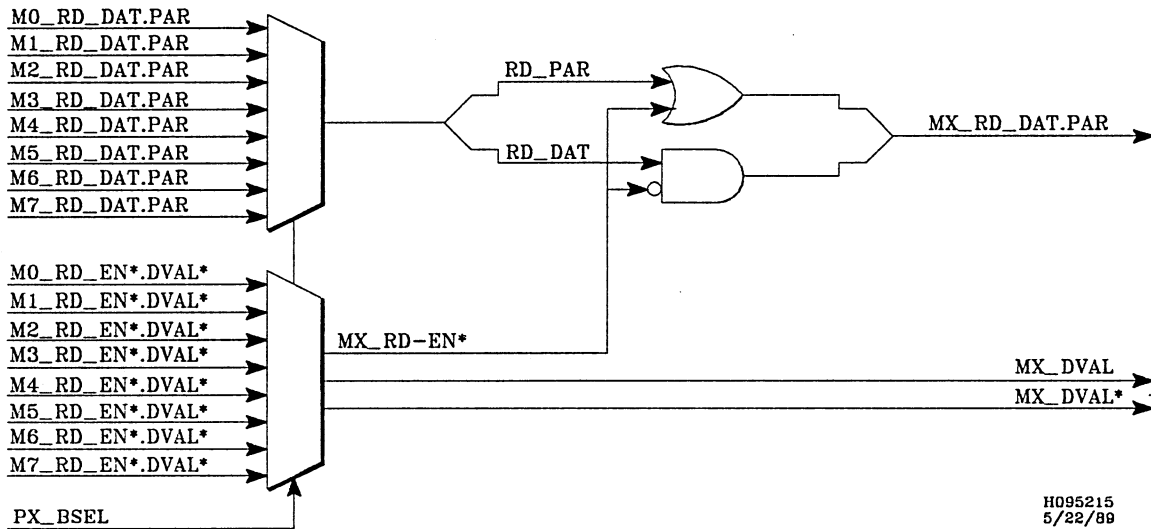 M0_RD_DAT.PAR
M1_RD_DAT.PAR
M2_RD_DAT.PAR
M3_RD_DAT.PAR
M4_RD_DAT.PAR
M5_RD_DAT.PAR
M6_RD_DAT.PAR
M7_RD_DAT.PAR
RD_PAR
RD_DAT
MX_RD_DAT.PAR
M0_RD_EN*.DVAL*
M1_RD_EN*.DVAL*
M2_RD_EN*.DVAL*
M3_RD_EN*.DVAL*
M4_RD_EN*.DVAL*
M5_RD_EN*.DVAL*
M6_RD_EN*.DVAL*
M7_RD_EN*.DVAL*
MX_RD-EN*
MX_DVAL
MX_DVAL*
PX_BSEL
H095215
5/22/89